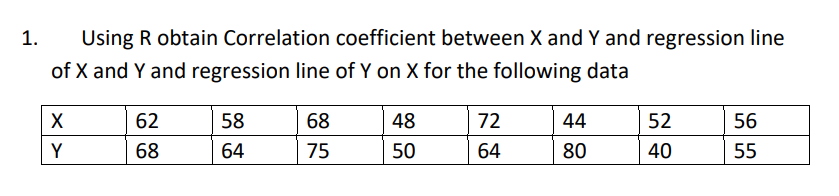 1. Using R obtain Correlation coefficient between X and Y and regression line
of X and Y and regression line of Y on X for the following data
X 62 58 68 48 72 44 52 56
Y 68 64 75 50 64 80 40 55